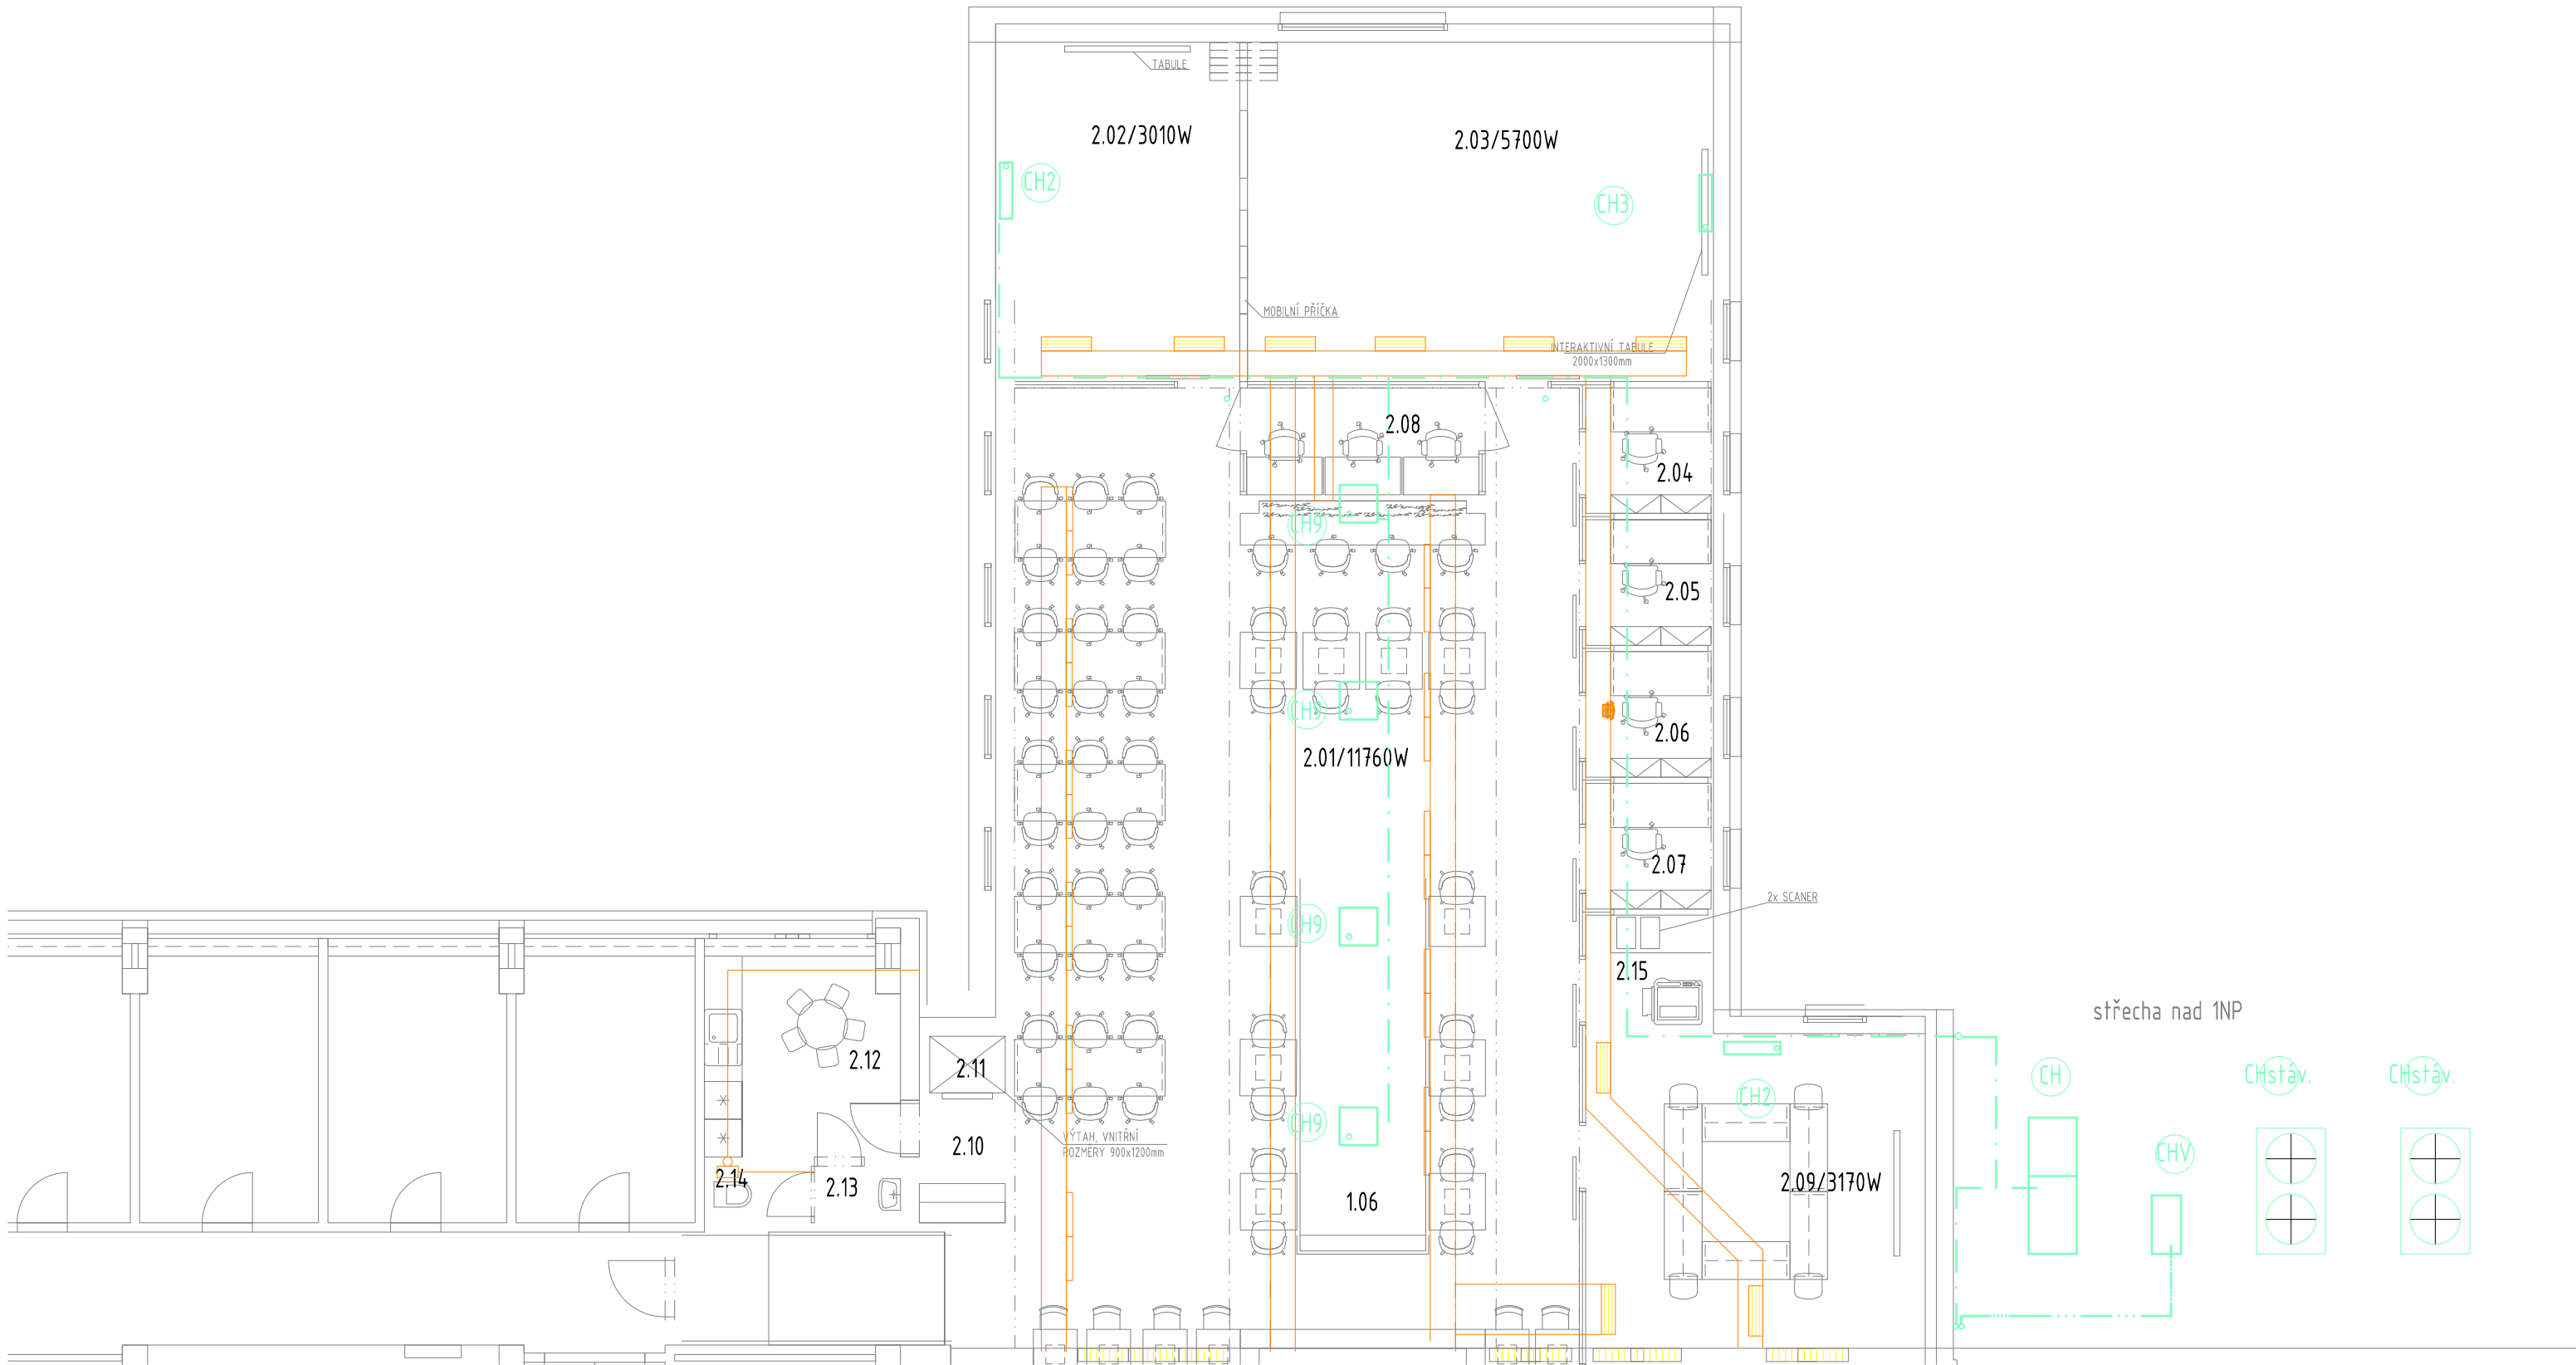 TABULE
2.02/3010W
2.03/5700W
CH2
CH3
MOBILNÍ PŘÍČKA
INTERAKTIVNÍ TABULE
2000x1300mm
2.08
2.04
CH9
2.05
CH9
2.06
2.01/11760W
2.07
2x SCANER
CH9
2.15
střecha nad 1NP
2.12
2.11
CH
CHstáv.
CHstáv.
CH2
CH9
VÝTAH, VNITŘNÍ
ROZMĚRY 900x1200mm
2.10
CHV
2.14
2.13
2.09/3170W
1.06